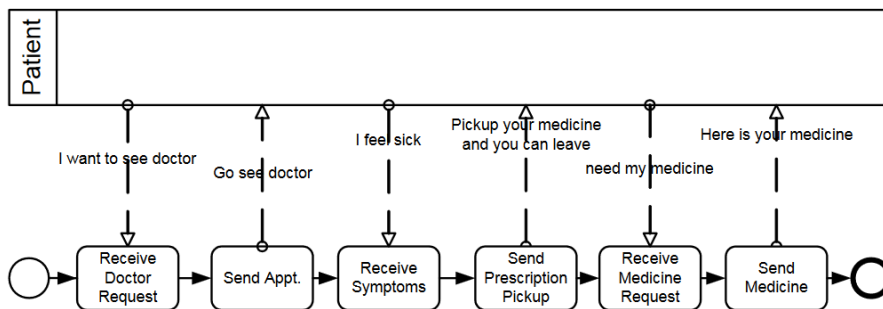 Patient
I want to see doctor
Go see doctor
I feel sick
Pickup your medicine
and you can leave
need my medicine
Here is your medicine
Receive
Doctor
Request
Send Appt.
Receive
Symptoms
Send
Prescription
Pickup
Receive
Medicine
Request
Send
Medicine